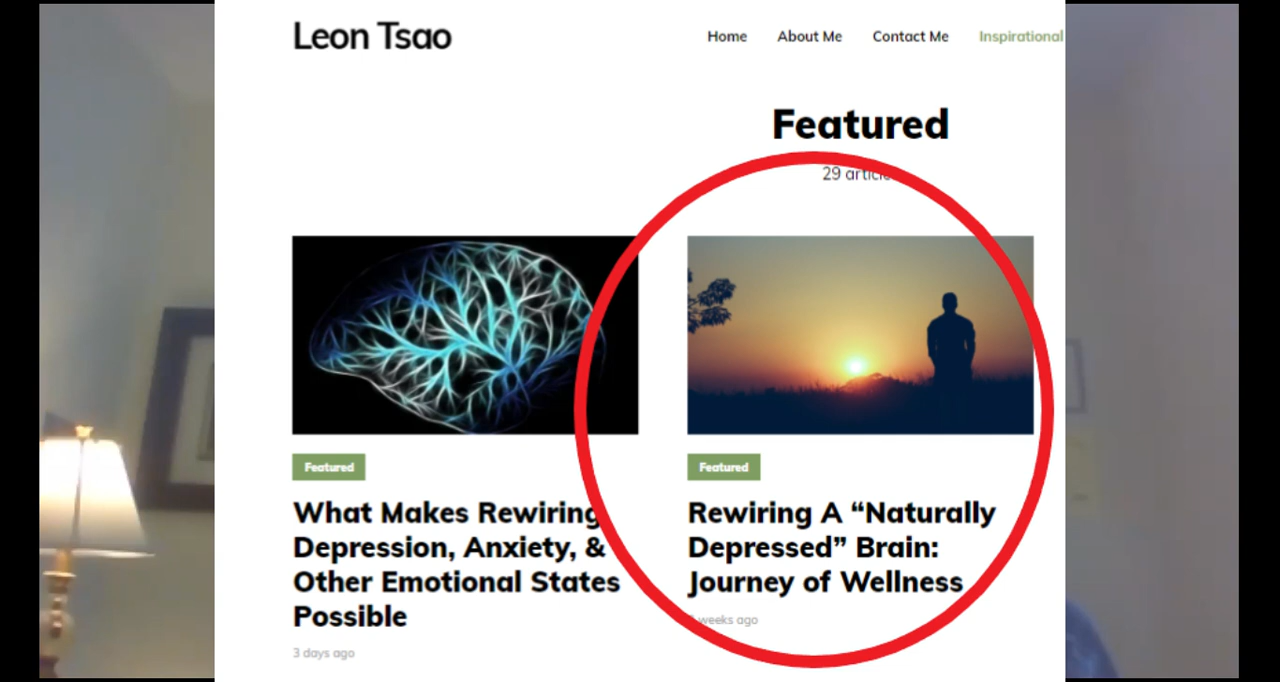 Leon Tsao
Home About Me Contact Me Inspirational
Featured
29
Featured
What Makes Rewiring
Depression, Anxiety, &
Other Emotional States
Possible
3 days ago
Featured
Rewiring A “Naturally
Depressed” Brain:
Journey of Wellness
weeks ago